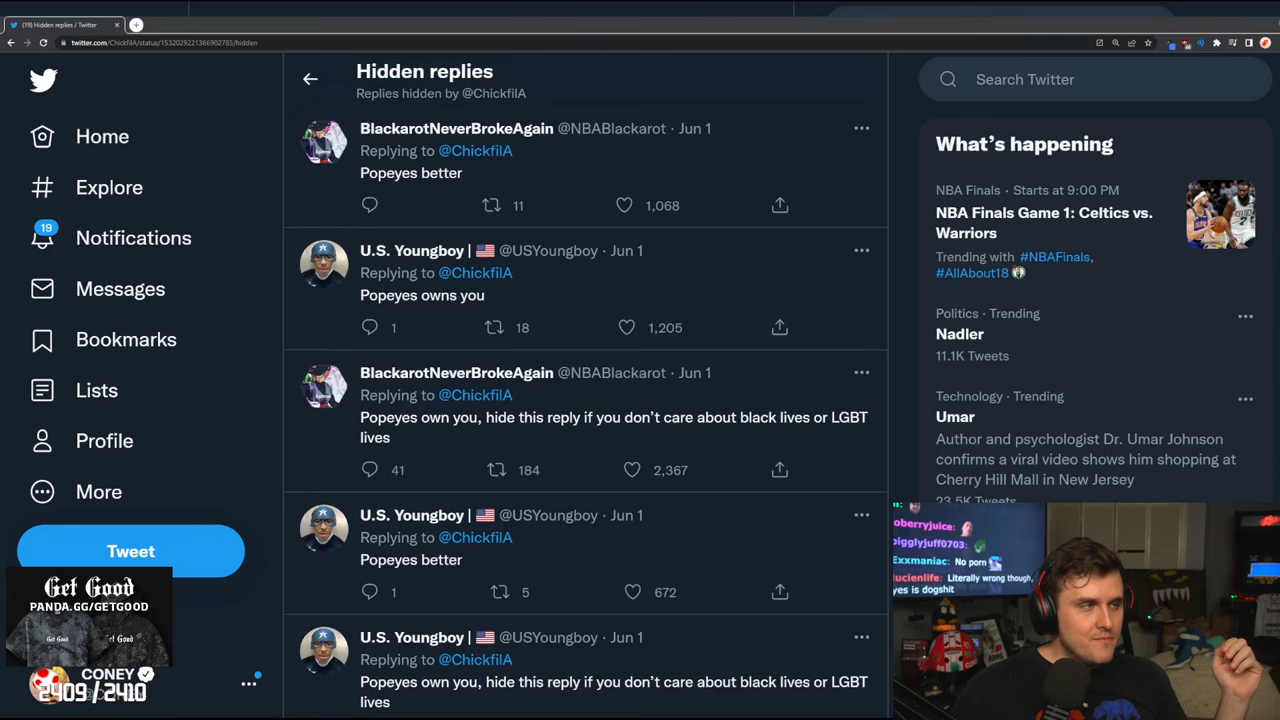 (19) Hidden replies / Twitter
twitter.com/ChickfilA/status/1532029221366902785/hidden
Home
Explore
19
Notifications
Messages
Bookmarks
Lists
Profile
More
Tweet
Get Good
PANDA.GG/GETGOOD
Get Good
CONEY
2409 / 2410
Hidden replies
Replies hidden by @ChickfilA
BlackarotNeverBrokeAgain @NBABlackarot · Jun 1
Replying to @ChickfilA
Popeyes better
11 1,068
U.S. Youngboy | 🇺🇸 @USYoungboy · Jun 1
Replying to @ChickfilA
Popeyes owns you
1 18 1,205
BlackarotNeverBrokeAgain @NBABlackarot · Jun 1
Replying to @ChickfilA
Popeyes own you, hide this reply if you don’t care about black lives or LGBT
lives
41 184 2,367
U.S. Youngboy | 🇺🇸 @USYoungboy · Jun 1
Replying to @ChickfilA
Popeyes better
1 5 672
U.S. Youngboy | 🇺🇸 @USYoungboy · Jun 1
Replying to @ChickfilA
Popeyes own you, hide this reply if you don’t care about black lives or LGBT
lives
Search Twitter
What’s happening
NBA Finals · Starts at 9:00 PM
NBA Finals Game 1: Celtics vs.
Warriors
Trending with #NBAFinals,
#AllAbout18
Politics · Trending
Nadler
11.1K Tweets
Technology · Trending
Umar
Author and psychologist Dr. Umar Johnson
confirms a viral video shows him shopping at
Cherry Hill Mall in New Jersey
23.5K Tweets
oberryjuice:
pigglyjuff0703:
Exxmaniac: No porn
lucienlife: Literally wrong though,
yes is dogshit